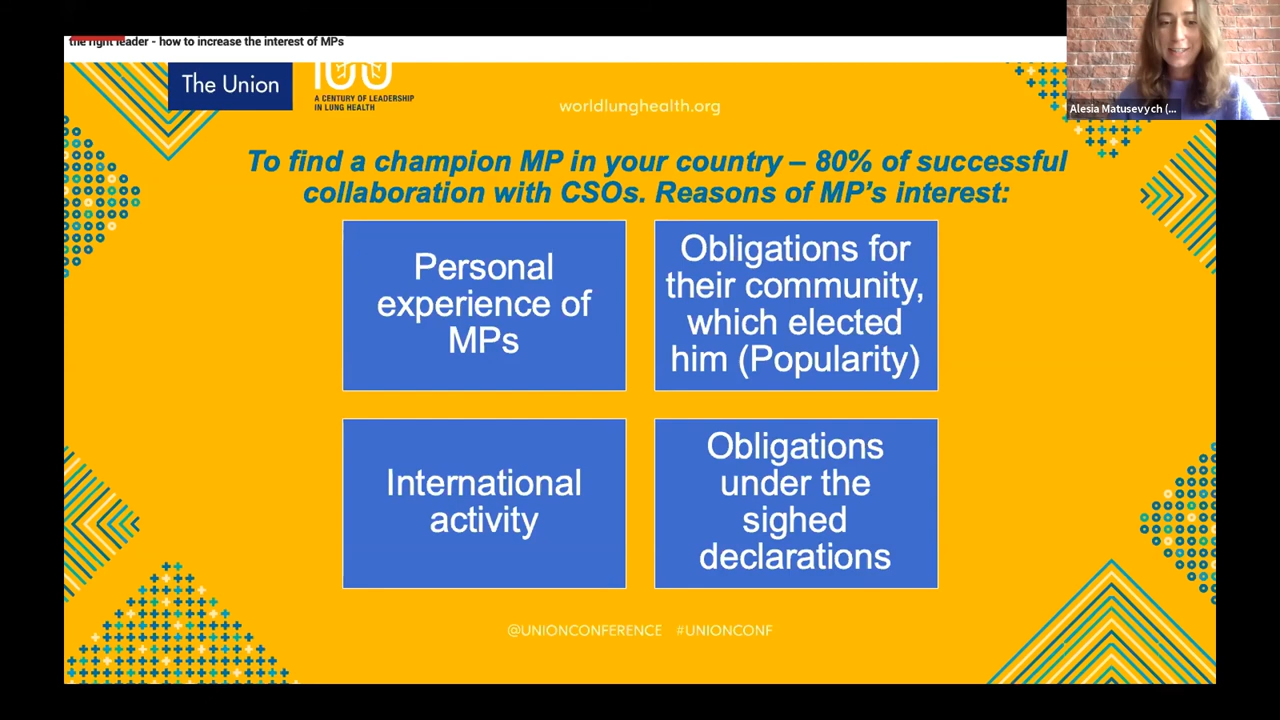 the right leader - how to increase the interest of MPs
Alesia Matusevych (...
The Union
100
A CENTURY OF LEADERSHIP
IN LUNG HEALTH
worldlunghealth.org
To find a champion MP in your country – 80% of successful
collaboration with CSOs. Reasons of MP’s interest:
Personal
experience of
MPs
Obligations for
their community,
which elected
him (Popularity)
International
activity
Obligations
under the
sighed
declarations
@UNIONCONFERENCE #UNIONCONF